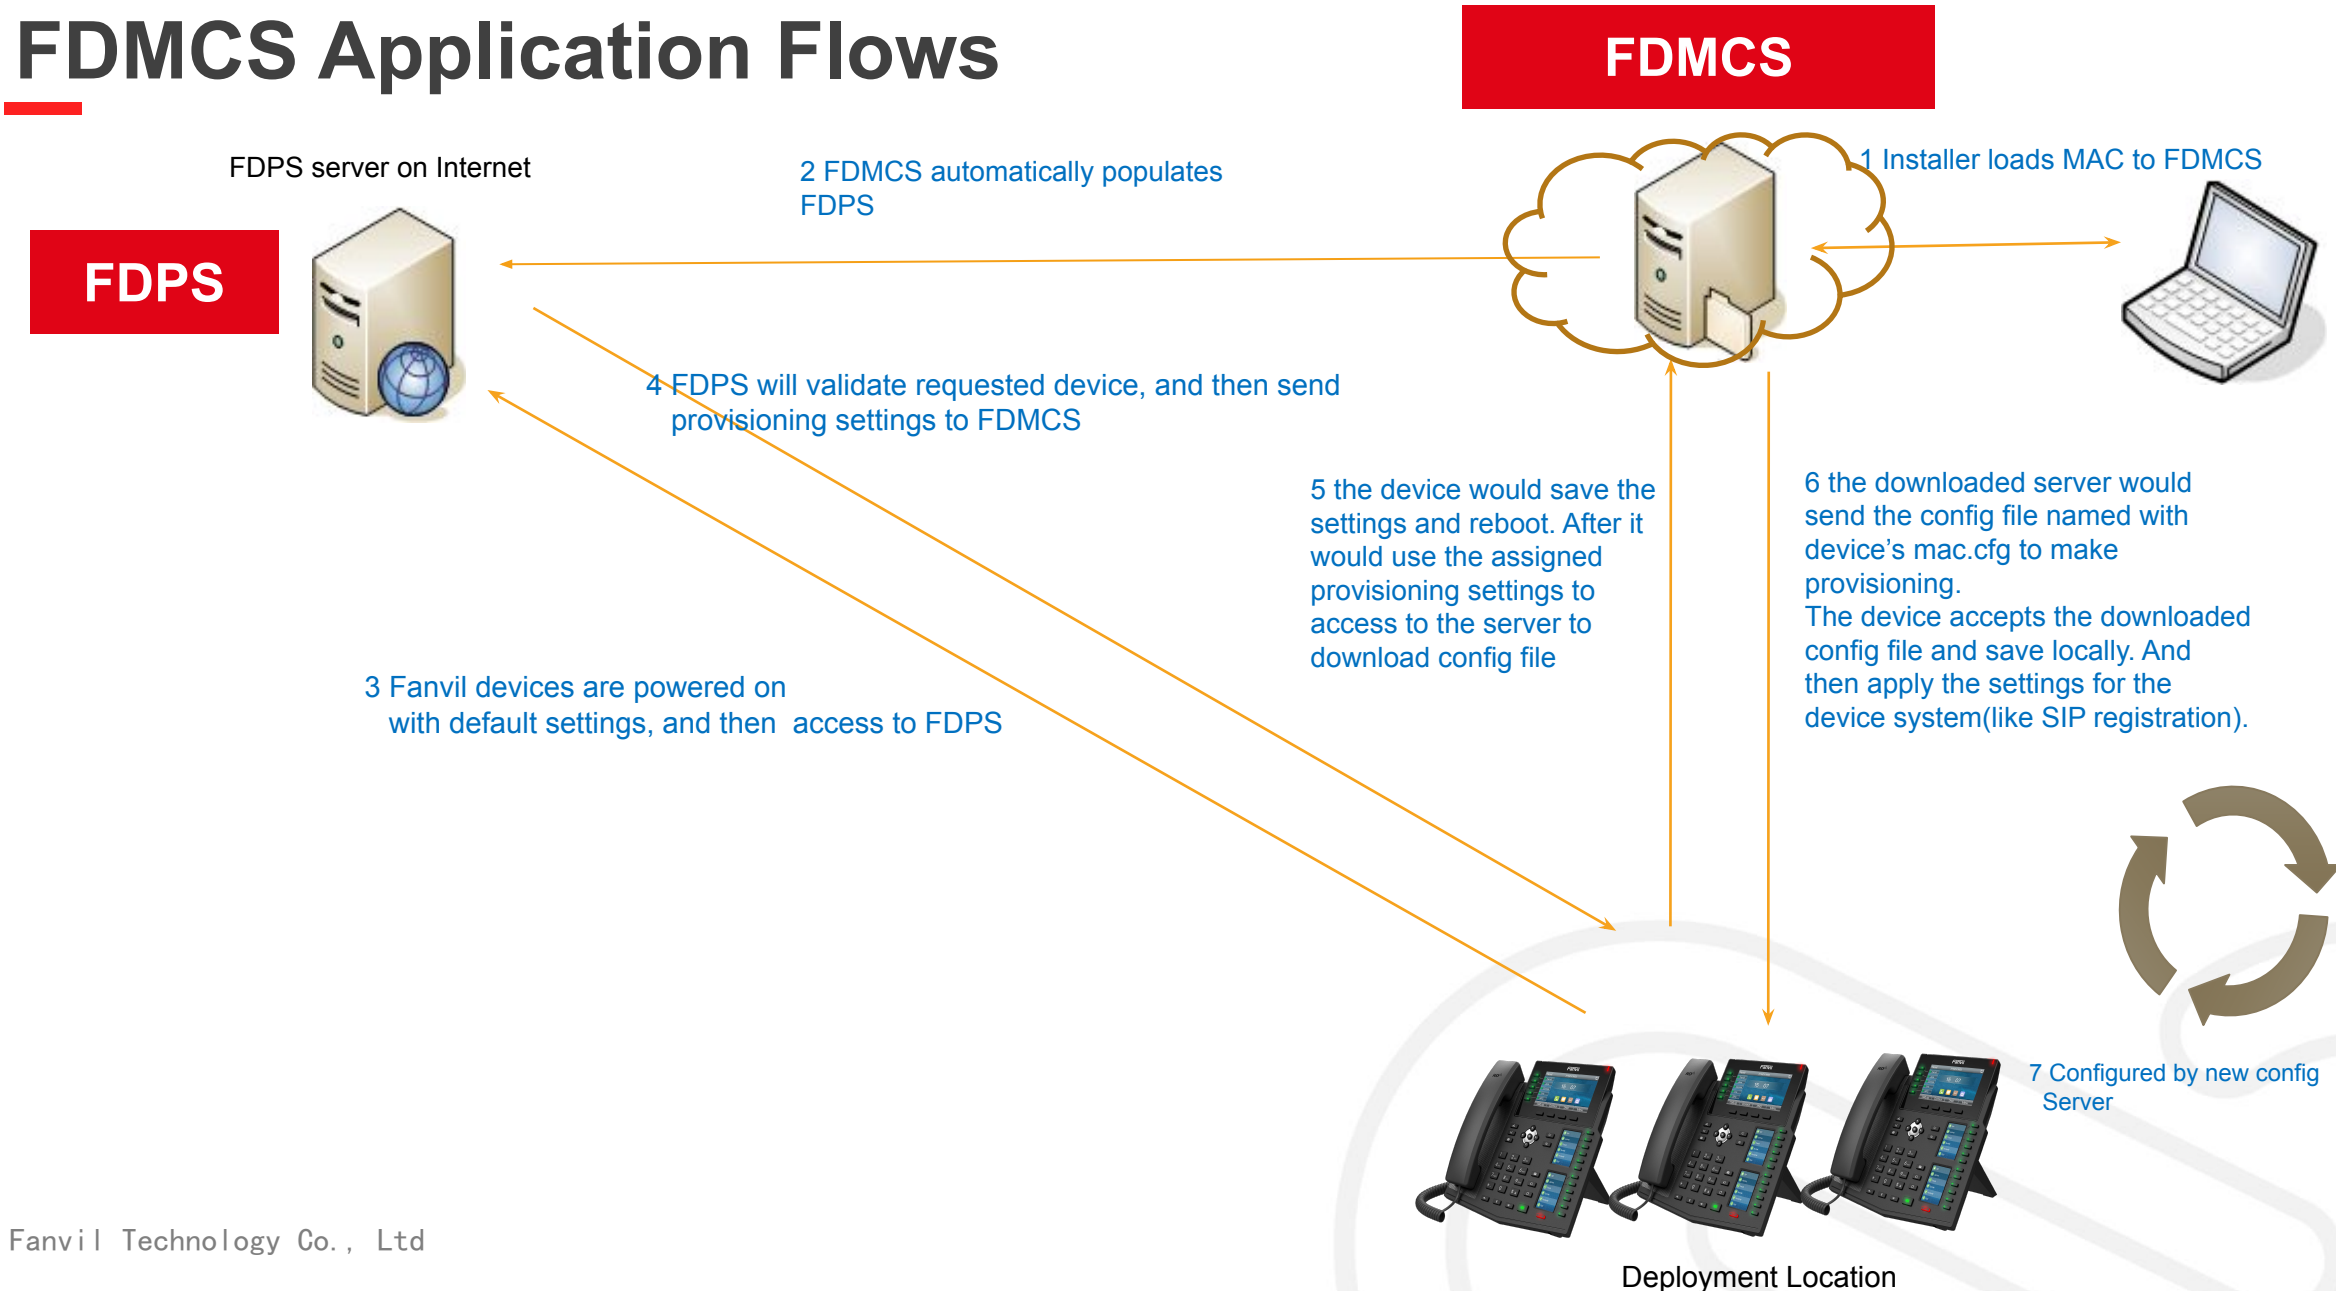 FDMCS Application Flows
FDMCS
FDPS server on Internet
2 FDMCS automatically populates
FDPS
1 Installer loads MAC to FDMCS
FDPS
4 FDPS will validate requested device, and then send
provisioning settings to FDMCS
5 the device would save the
settings and reboot. After it
would use the assigned
provisioning settings to
access to the server to
download config file
6 the downloaded server would
send the config file named with
device’s mac.cfg to make
provisioning.
The device accepts the downloaded
config file and save locally. And
then apply the settings for the
device system(like SIP registration).
3 Fanvil devices are powered on
with default settings, and then  access to FDPS
7 Configured by new config
Server
Fanvil Technology Co., Ltd
Deployment Location